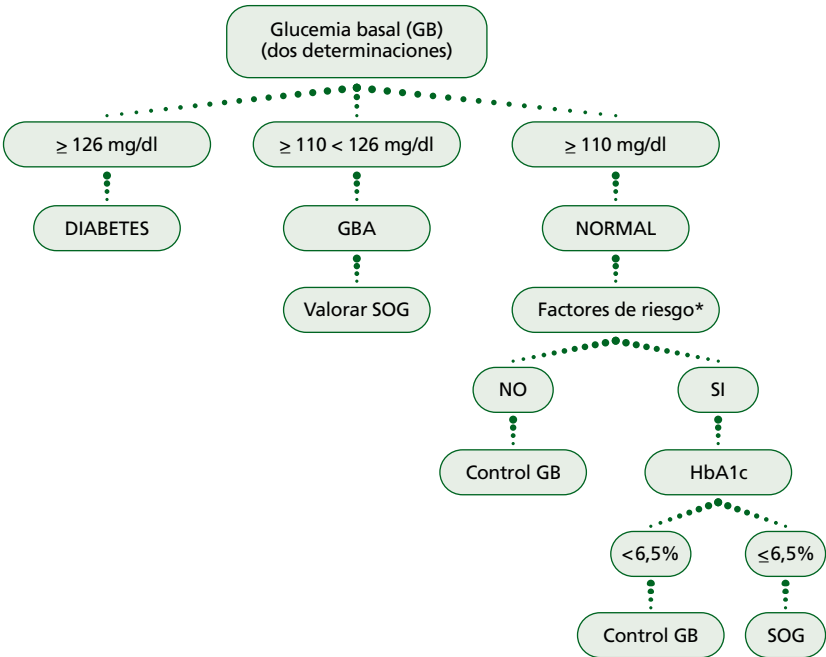 Glucemia basal (GB)
(dos determinaciones)
≥ 126 mg/dl
≥ 110 < 126 mg/dl
≥ 110 mg/dl
DIABETES
GBA
NORMAL
Valorar SOG
Factores de riesgo*
NO
SI
Control GB
HbA1c
<6,5%
≤6,5%
Control GB
SOG